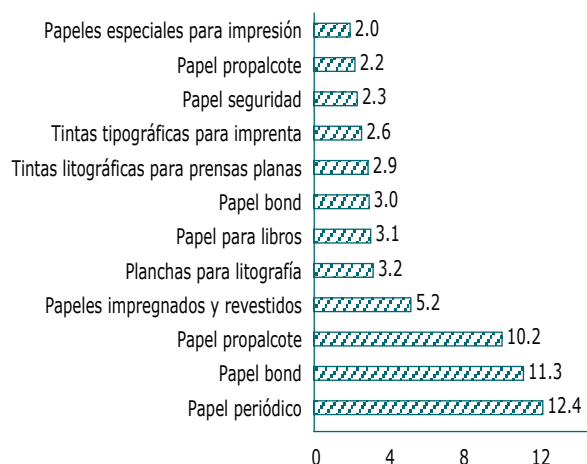 Papeles especiales para impresión 2.0
Papel propalcote 2.2
Papel seguridad 2.3
Tintas tipográficas para imprenta 2.6
Tintas litográficas para prensas planas 2.9
Papel bond 3.0
Papel para libros 3.1
Planchas para litografía 3.2
Papeles impregnados y revestidos 5.2
Papel propalcote 10.2
Papel bond 11.3
Papel periódico 12.4
0 4 8 12